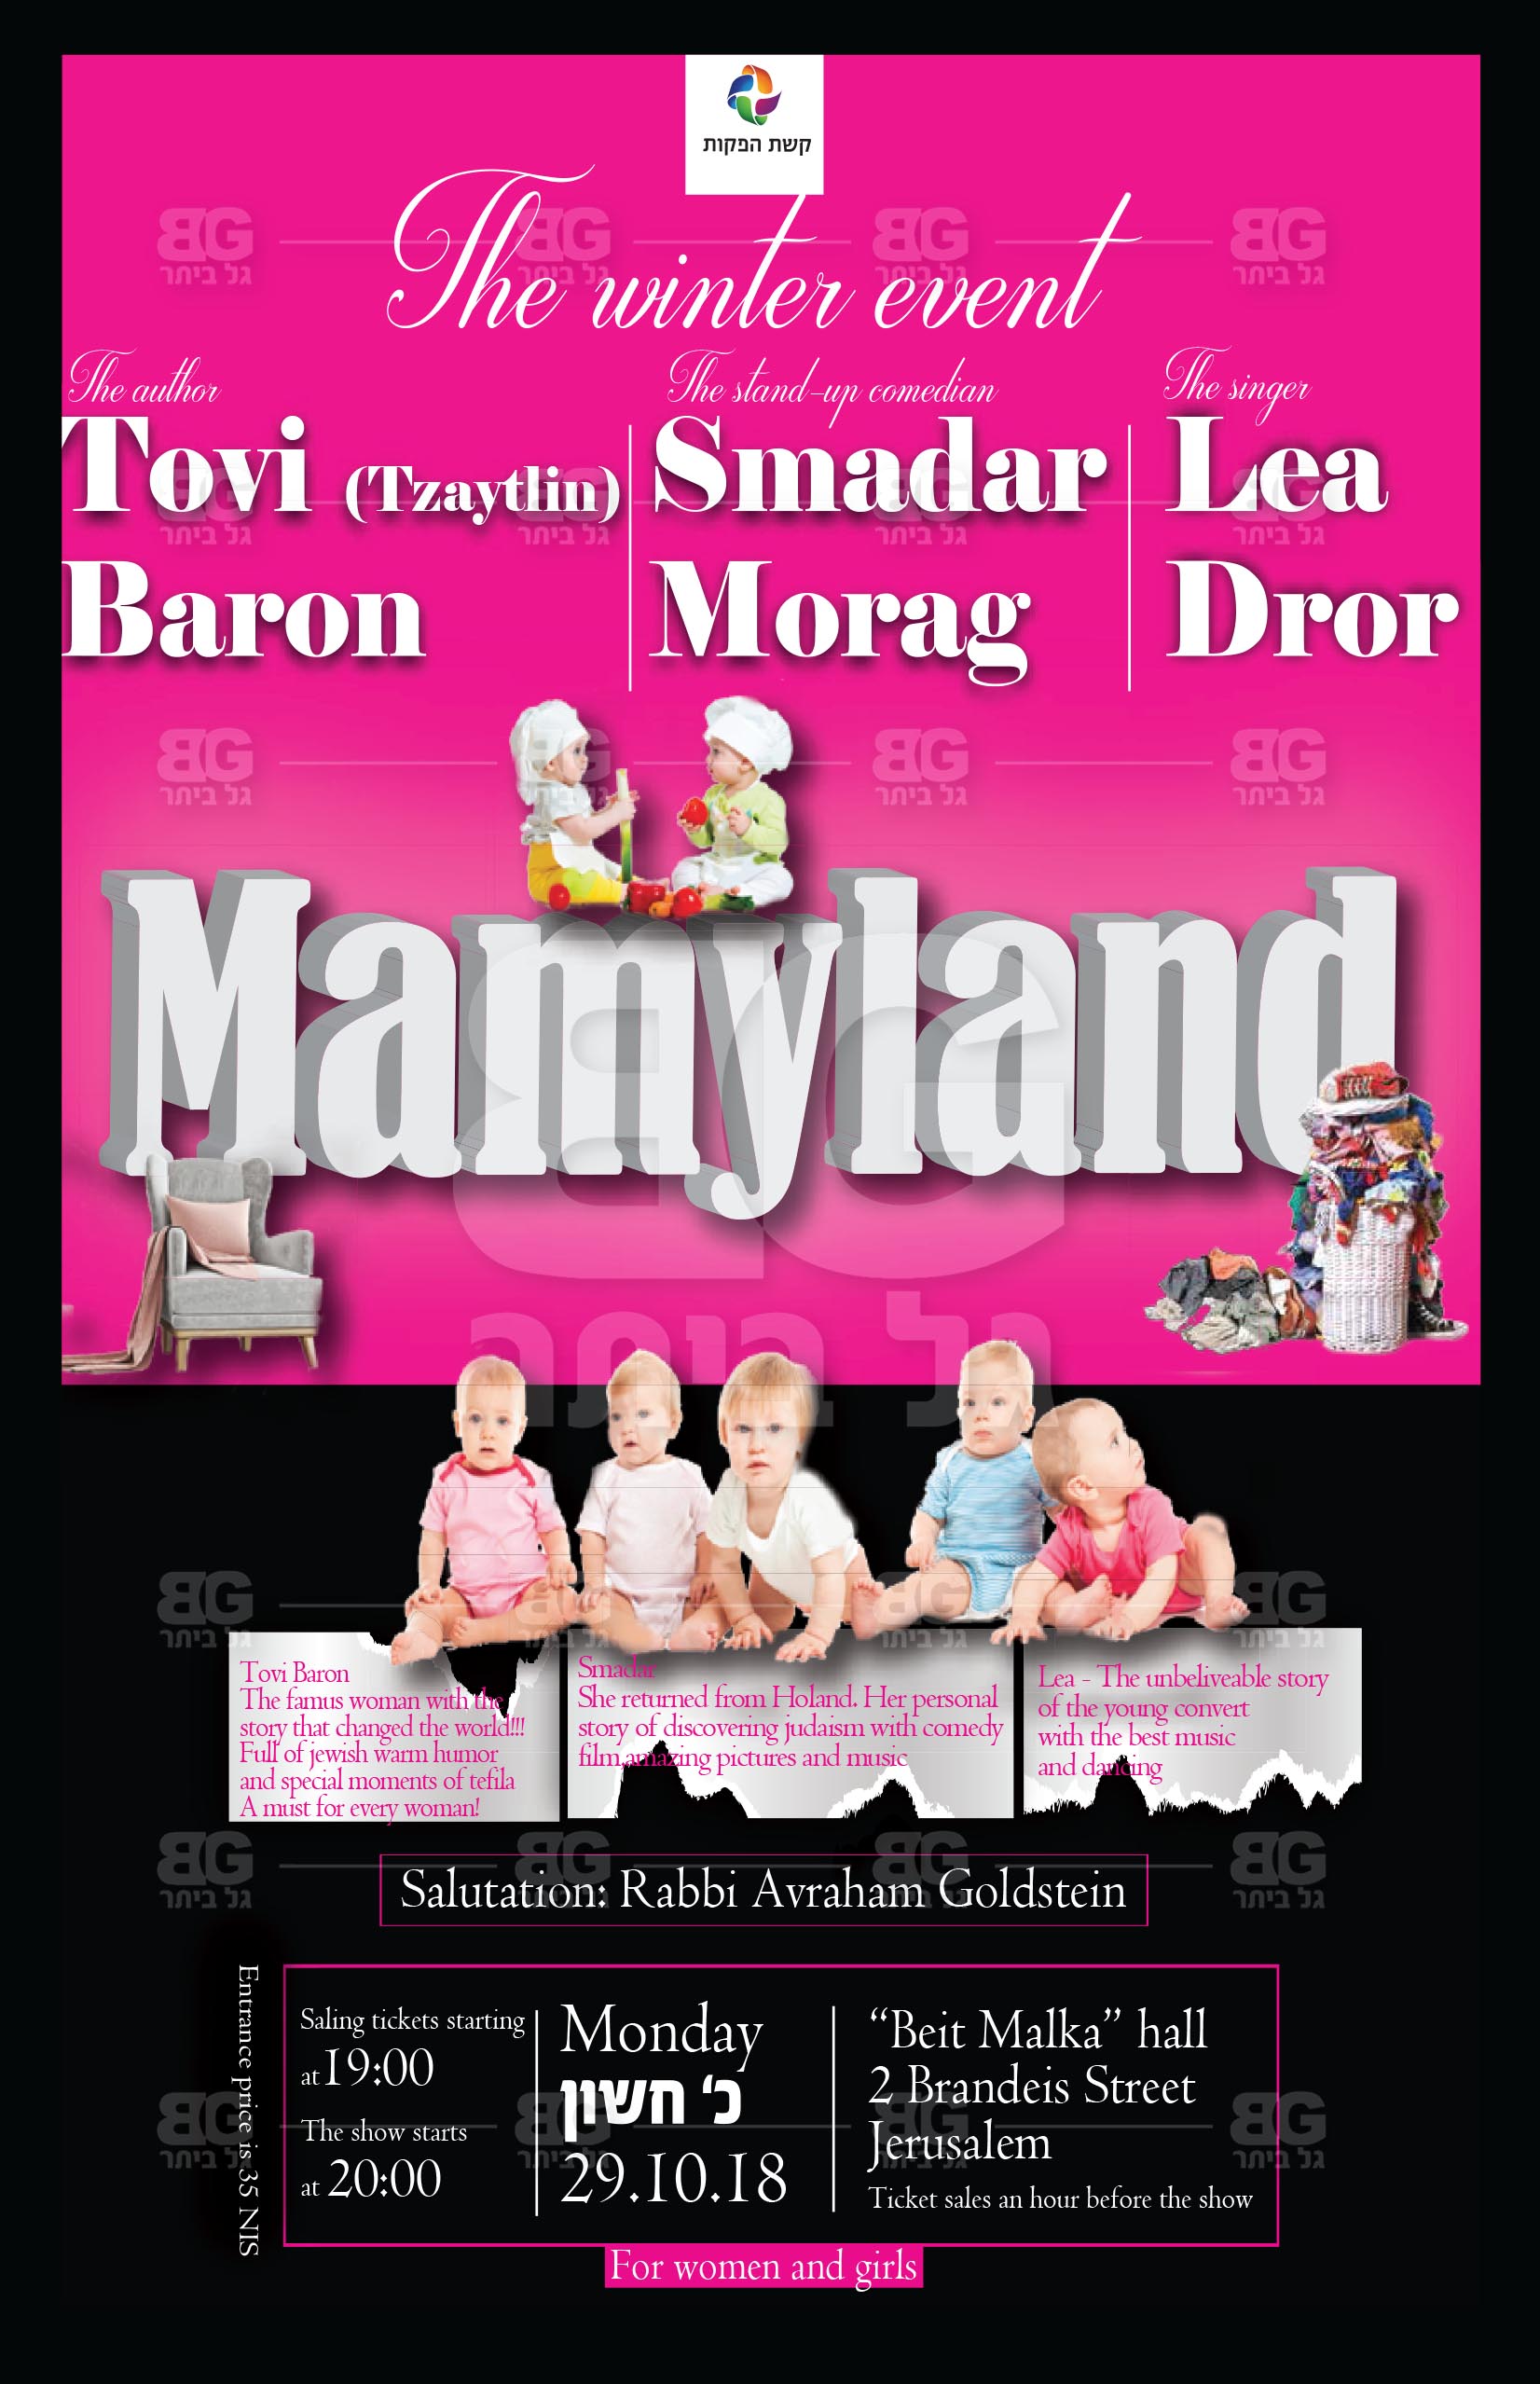 קשת הפקות
The winter event
The author
Tovi (Tzaytlin)
Baron
The stand-up comedian
Smadar
Morag
The singer
Lea
Dror
Mamyland
Tovi Baron
The famus woman with the
story that changed the world!!!
Full of jewish warm humor
and special moments of tefila
A must for every woman!
Smadar
She returned from Holand. Her personal
story of discovering judaism with comedy
film,amazing pictures and music
Lea - The unbeliveable story
of the young convert
with the best music
and dancing
Salutation: Rabbi Avraham Goldstein
Entrance price is 35 NIS
Saling tickets starting
at 19:00
The show starts
at 20:00
Monday
כ' חשון
29.10.18
“Beit Malka” hall
2 Brandeis Street
Jerusalem
Ticket sales an hour before the show
For women and girls
BG
גל ביתר